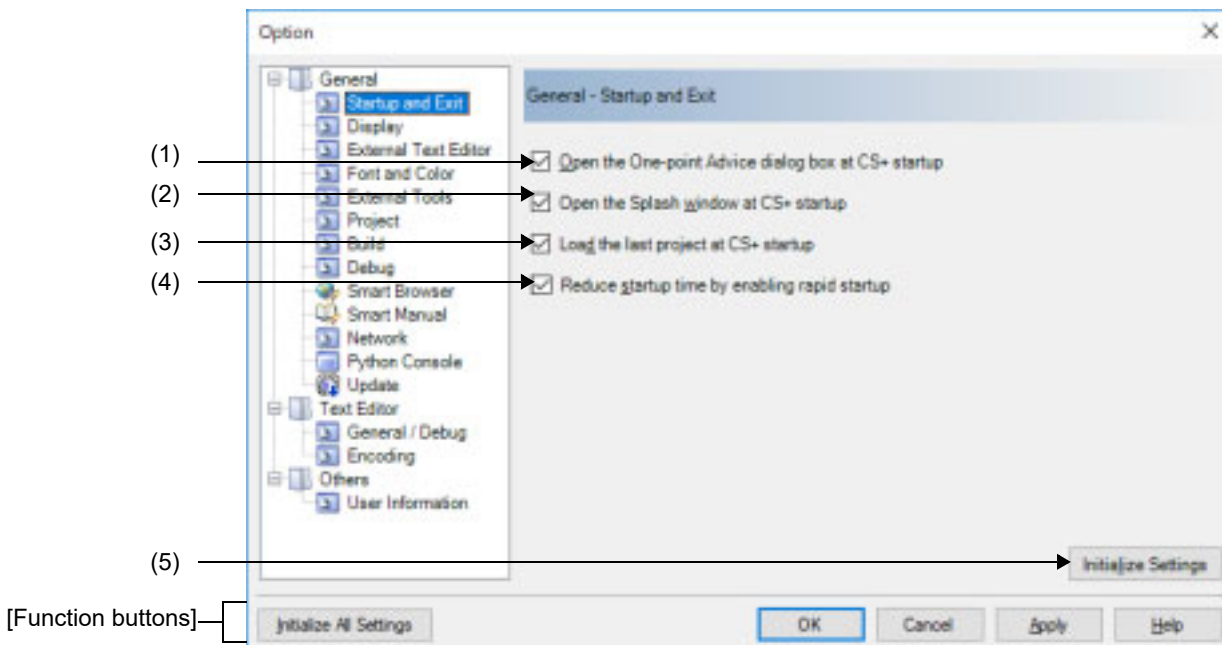 Option
General
Startup and Exit
Display
External Text Editor
Font and Color
External Tools
Project
Build
Debug
Smart Browser
Smart Manual
Network
Python Console
Update
Text Editor
General / Debug
Encoding
Others
User Information
General - Startup and Exit
(1)
Open the One-point Advice dialog box at CS+ startup
(2)
Open the Splash window at CS+ startup
(3)
Load the last project at CS+ startup
(4)
Reduce startup time by enabling rapid startup
(5)
Initialize Settings
[Function buttons]
Initialize All Settings
OK
Cancel
Apply
Help